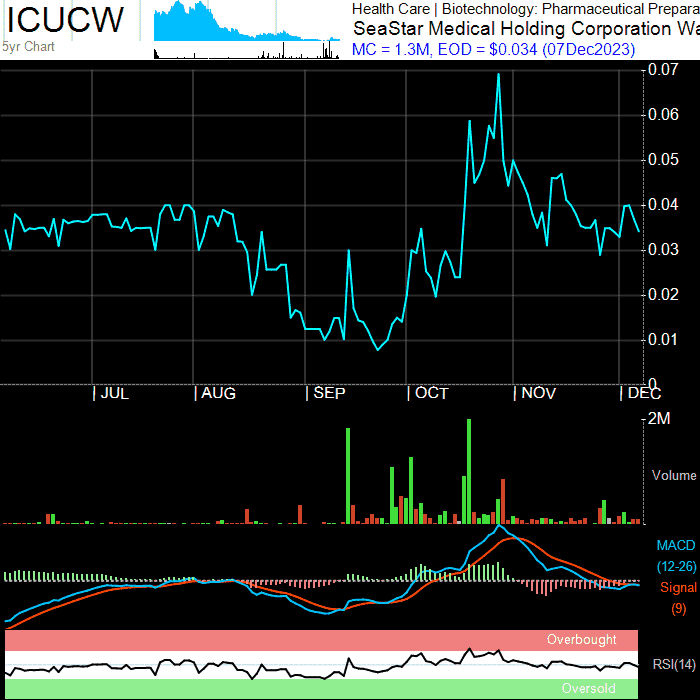 ICUCW
5yr Chart
Health Care | Biotechnology: Pharmaceutical Prepara
SeaStar Medical Holding Corporation Wa
MC = 1.3M, EOD = $0.034 (07Dec2023)
0.07
0.06
0.05
0.04
0.03
0.02
0.01
0
JUL
AUG
SEP
OCT
NOV
DEC
2M
Volume
MACD
(12-26)
Signal
(9)
Overbought
RSI(14)
Oversold